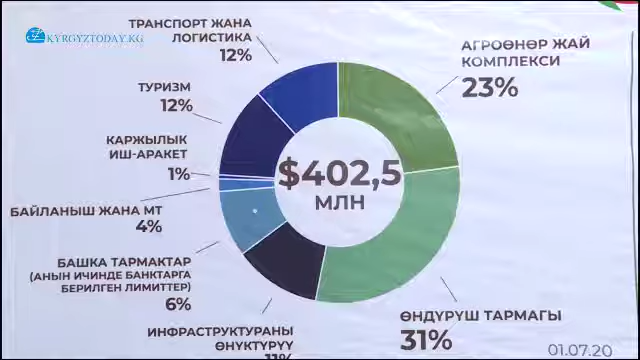 KYRGYZTODAY.KG
ТРАНСПОРТ ЖАНА
ЛОГИСТИКА
12%
АГРОӨНӨР ЖАЙ
КОМПЛЕКСИ
23%
ТУРИЗМ
12%
КАРЖЫЛЫК
ИШ-АРАКЕТ
1%
$402,5
МЛН
БАЙЛАНЫШ ЖАНА МТ
4%
БАШКА ТАРМАКТАР
(АНЫН ИЧИНДЕ БАНКТАРГА
БЕРИЛГЕН ЛИМИТТЕР)
6%
ИНФРАСТРУКТУРАНЫ
ӨНҮКТҮРҮҮ
11%
ӨНДҮРҮШ ТАРМАГЫ
31%
01.07.20